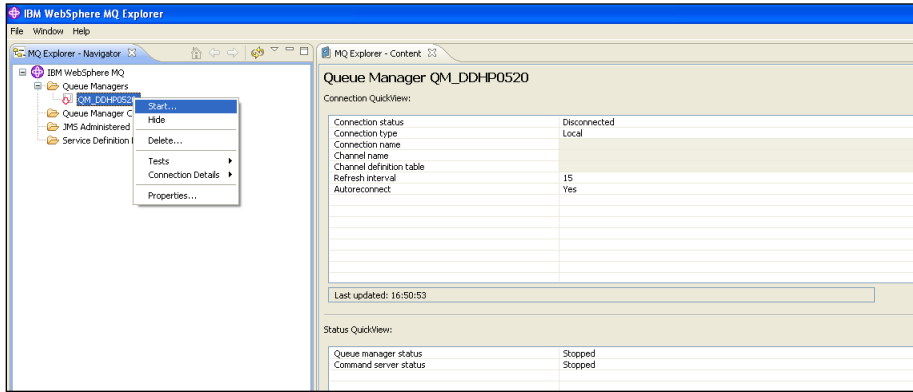 IBM WebSphere MQ Explorer
File Window Help
MQ Explorer - Navigator
IBM WebSphere MQ
Queue Managers
QM_DDHP0520
Queue Manager C
JMS Administered
Service Definition
Start...
Hide
Delete...
Tests
Connection Details
Properties...
MQ Explorer - Content
Queue Manager QM_DDHP0520
Connection QuickView:
Connection status Disconnected
Connection type Local
Connection name
Channel name
Channel definition table
Refresh interval 15
Autoreconnect Yes
Last updated: 16:50:53
Status QuickView:
Queue manager status Stopped
Command server status Stopped